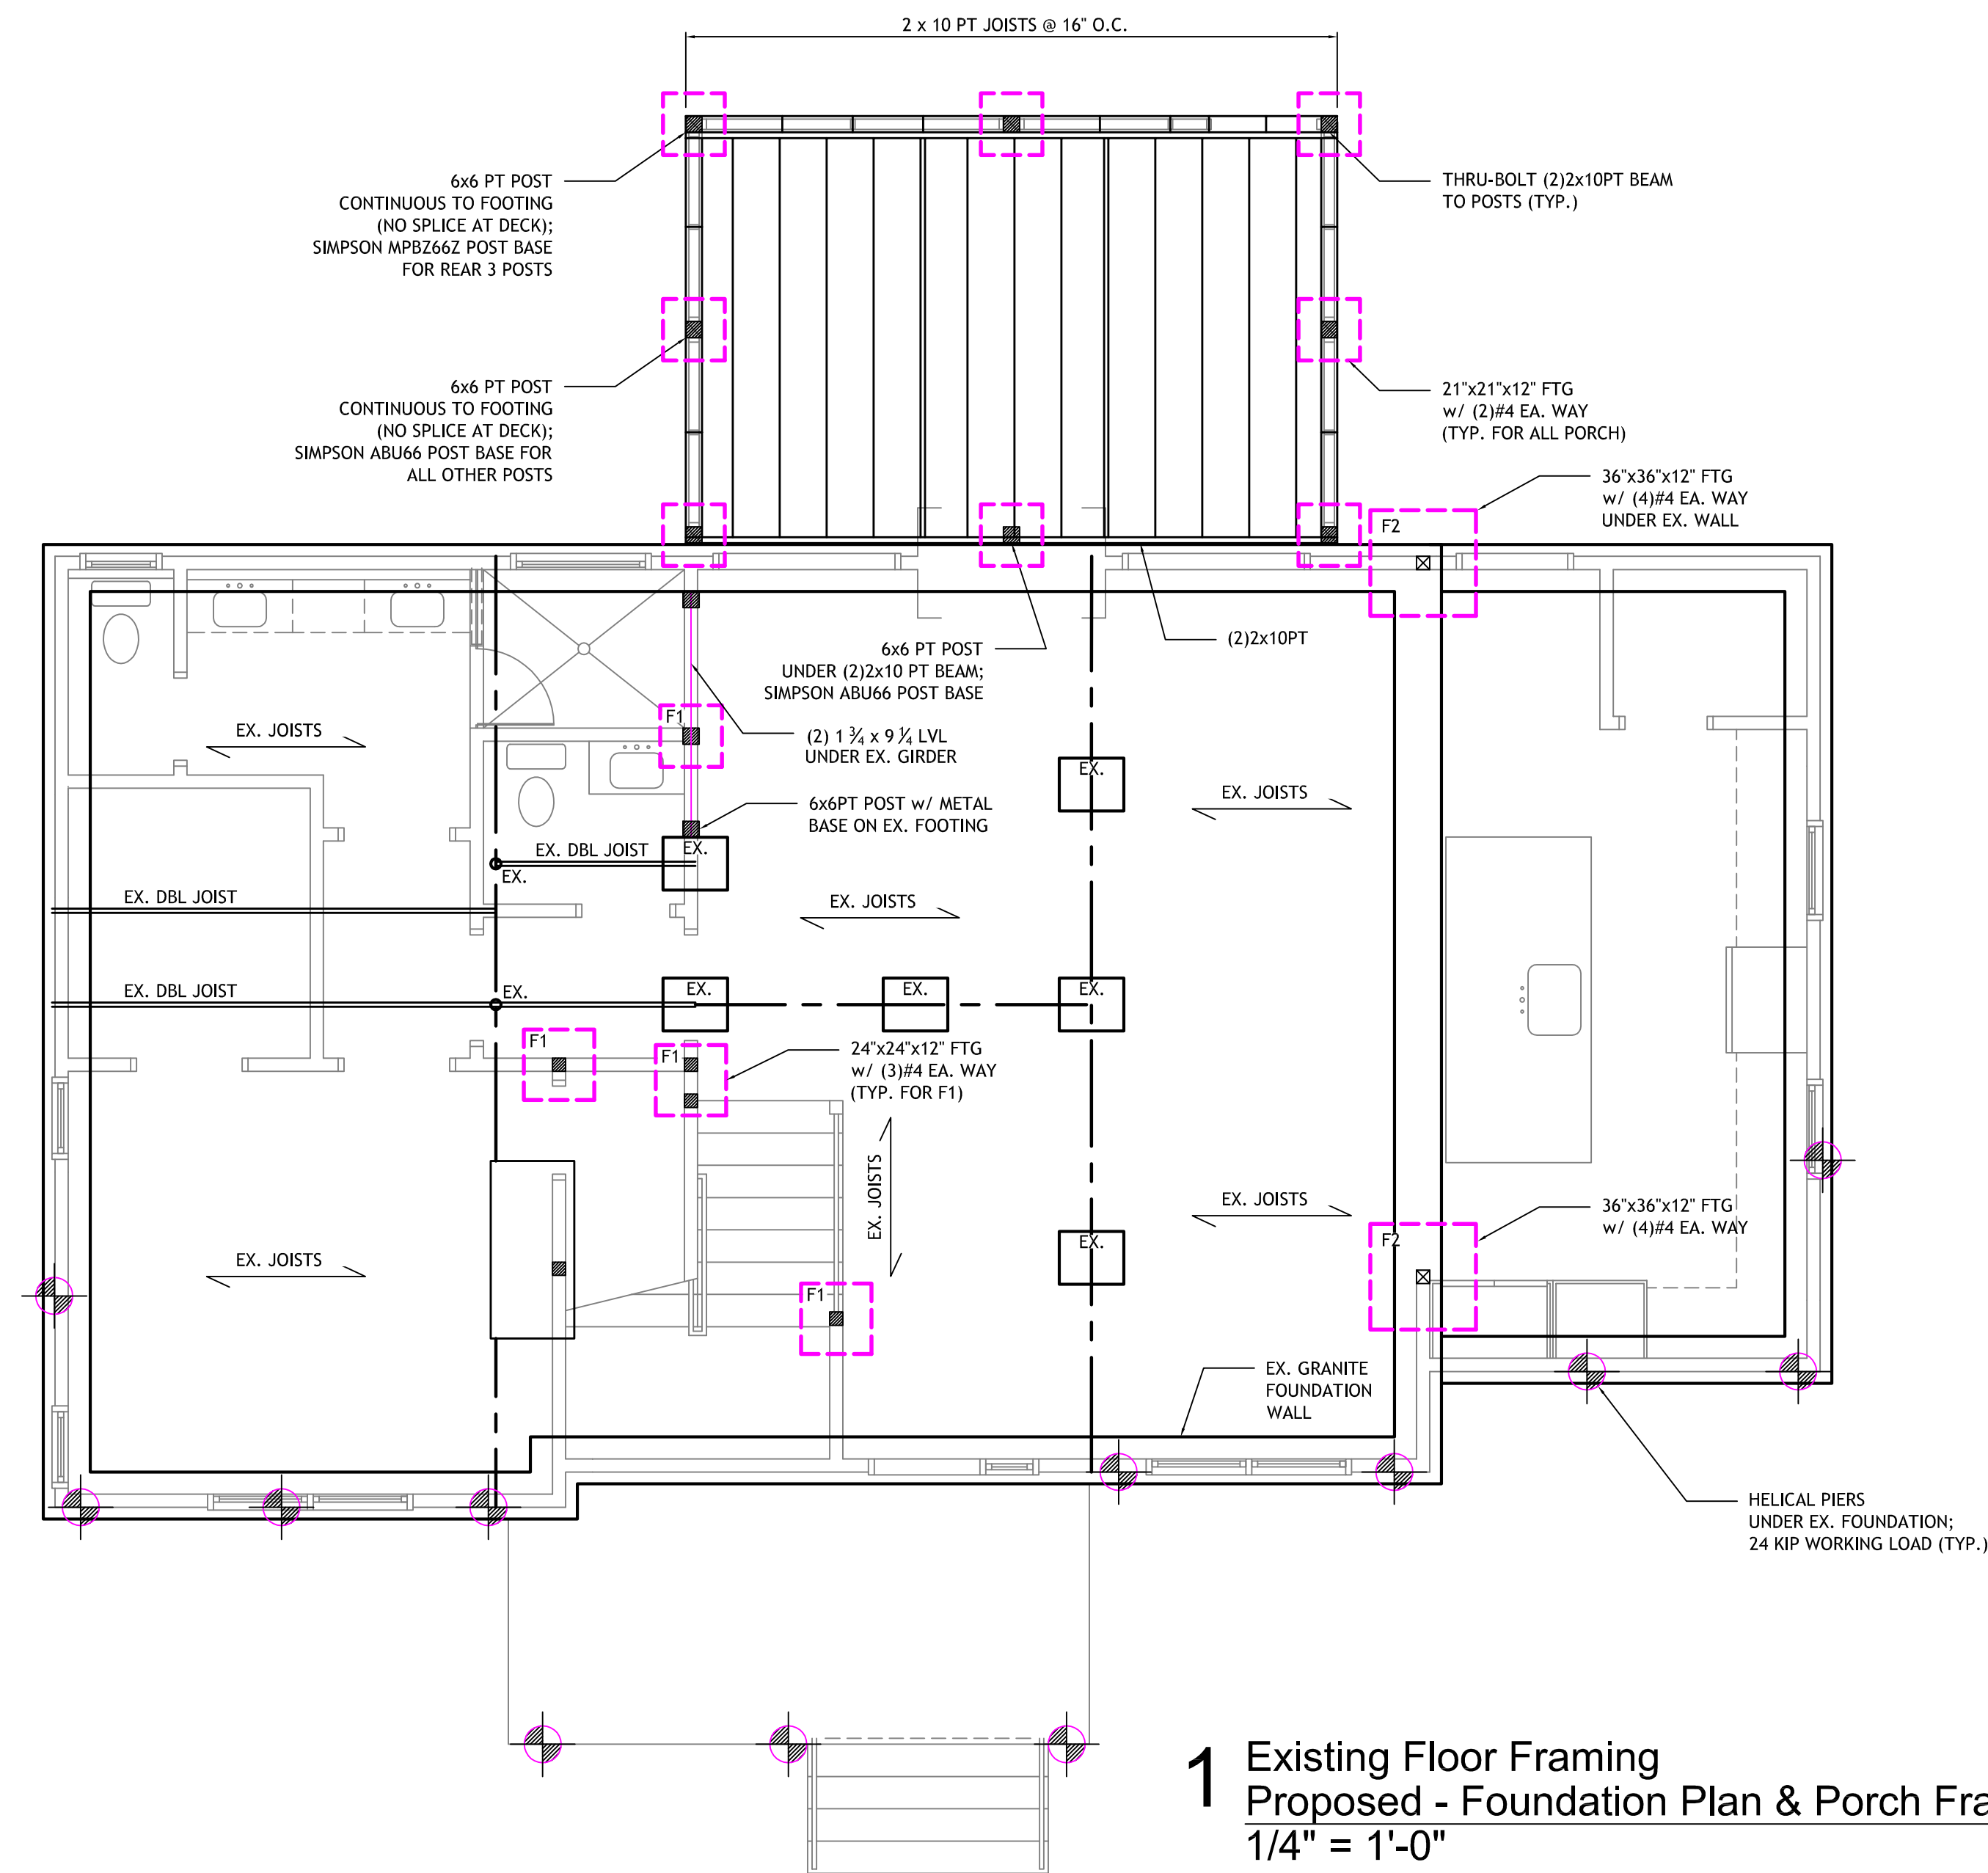 2 x 10 PT JOISTS @ 16" O.C.
6x6 PT POST
CONTINUOUS TO FOOTING
(NO SPLICE AT DECK);
SIMPSON MPBZ66Z POST BASE
FOR REAR 3 POSTS
THRU-BOLT (2)2x10PT BEAM
TO POSTS (TYP.)
6x6 PT POST
CONTINUOUS TO FOOTING
(NO SPLICE AT DECK);
SIMPSON ABU66 POST BASE FOR
ALL OTHER POSTS
21"x21"x12" FTG
w/ (2)#4 EA. WAY
(TYP. FOR ALL PORCH)
36"x36"x12" FTG
w/ (4)#4 EA. WAY
UNDER EX. WALL
F2
6x6 PT POST
UNDER (2)2x10 PT BEAM;
SIMPSON ABU66 POST BASE
(2)2x10PT
F1
EX. JOISTS
(2) 1 3/4 x 9 1/4 LVL
UNDER EX. GIRDER
EX.
EX. JOISTS
6x6PT POST w/ METAL
BASE ON EX. FOOTING
EX. DBL JOIST
EX.
EX.
EX. DBL JOIST
EX. JOISTS
EX. DBL JOIST
EX.
EX.
EX.
EX.
F1
F1
24"x24"x12" FTG
w/ (3)#4 EA. WAY
(TYP. FOR F1)
EX. JOISTS
EX. JOISTS
36"x36"x12" FTG
w/ (4)#4 EA. WAY
F2
EX.
EX. JOISTS
F1
EX. GRANITE
FOUNDATION
WALL
HELICAL PIERS
UNDER EX. FOUNDATION;
24 KIP WORKING LOAD (TYP.)
1 Existing Floor Framing
Proposed - Foundation Plan & Porch Fra
1/4" = 1'-0"